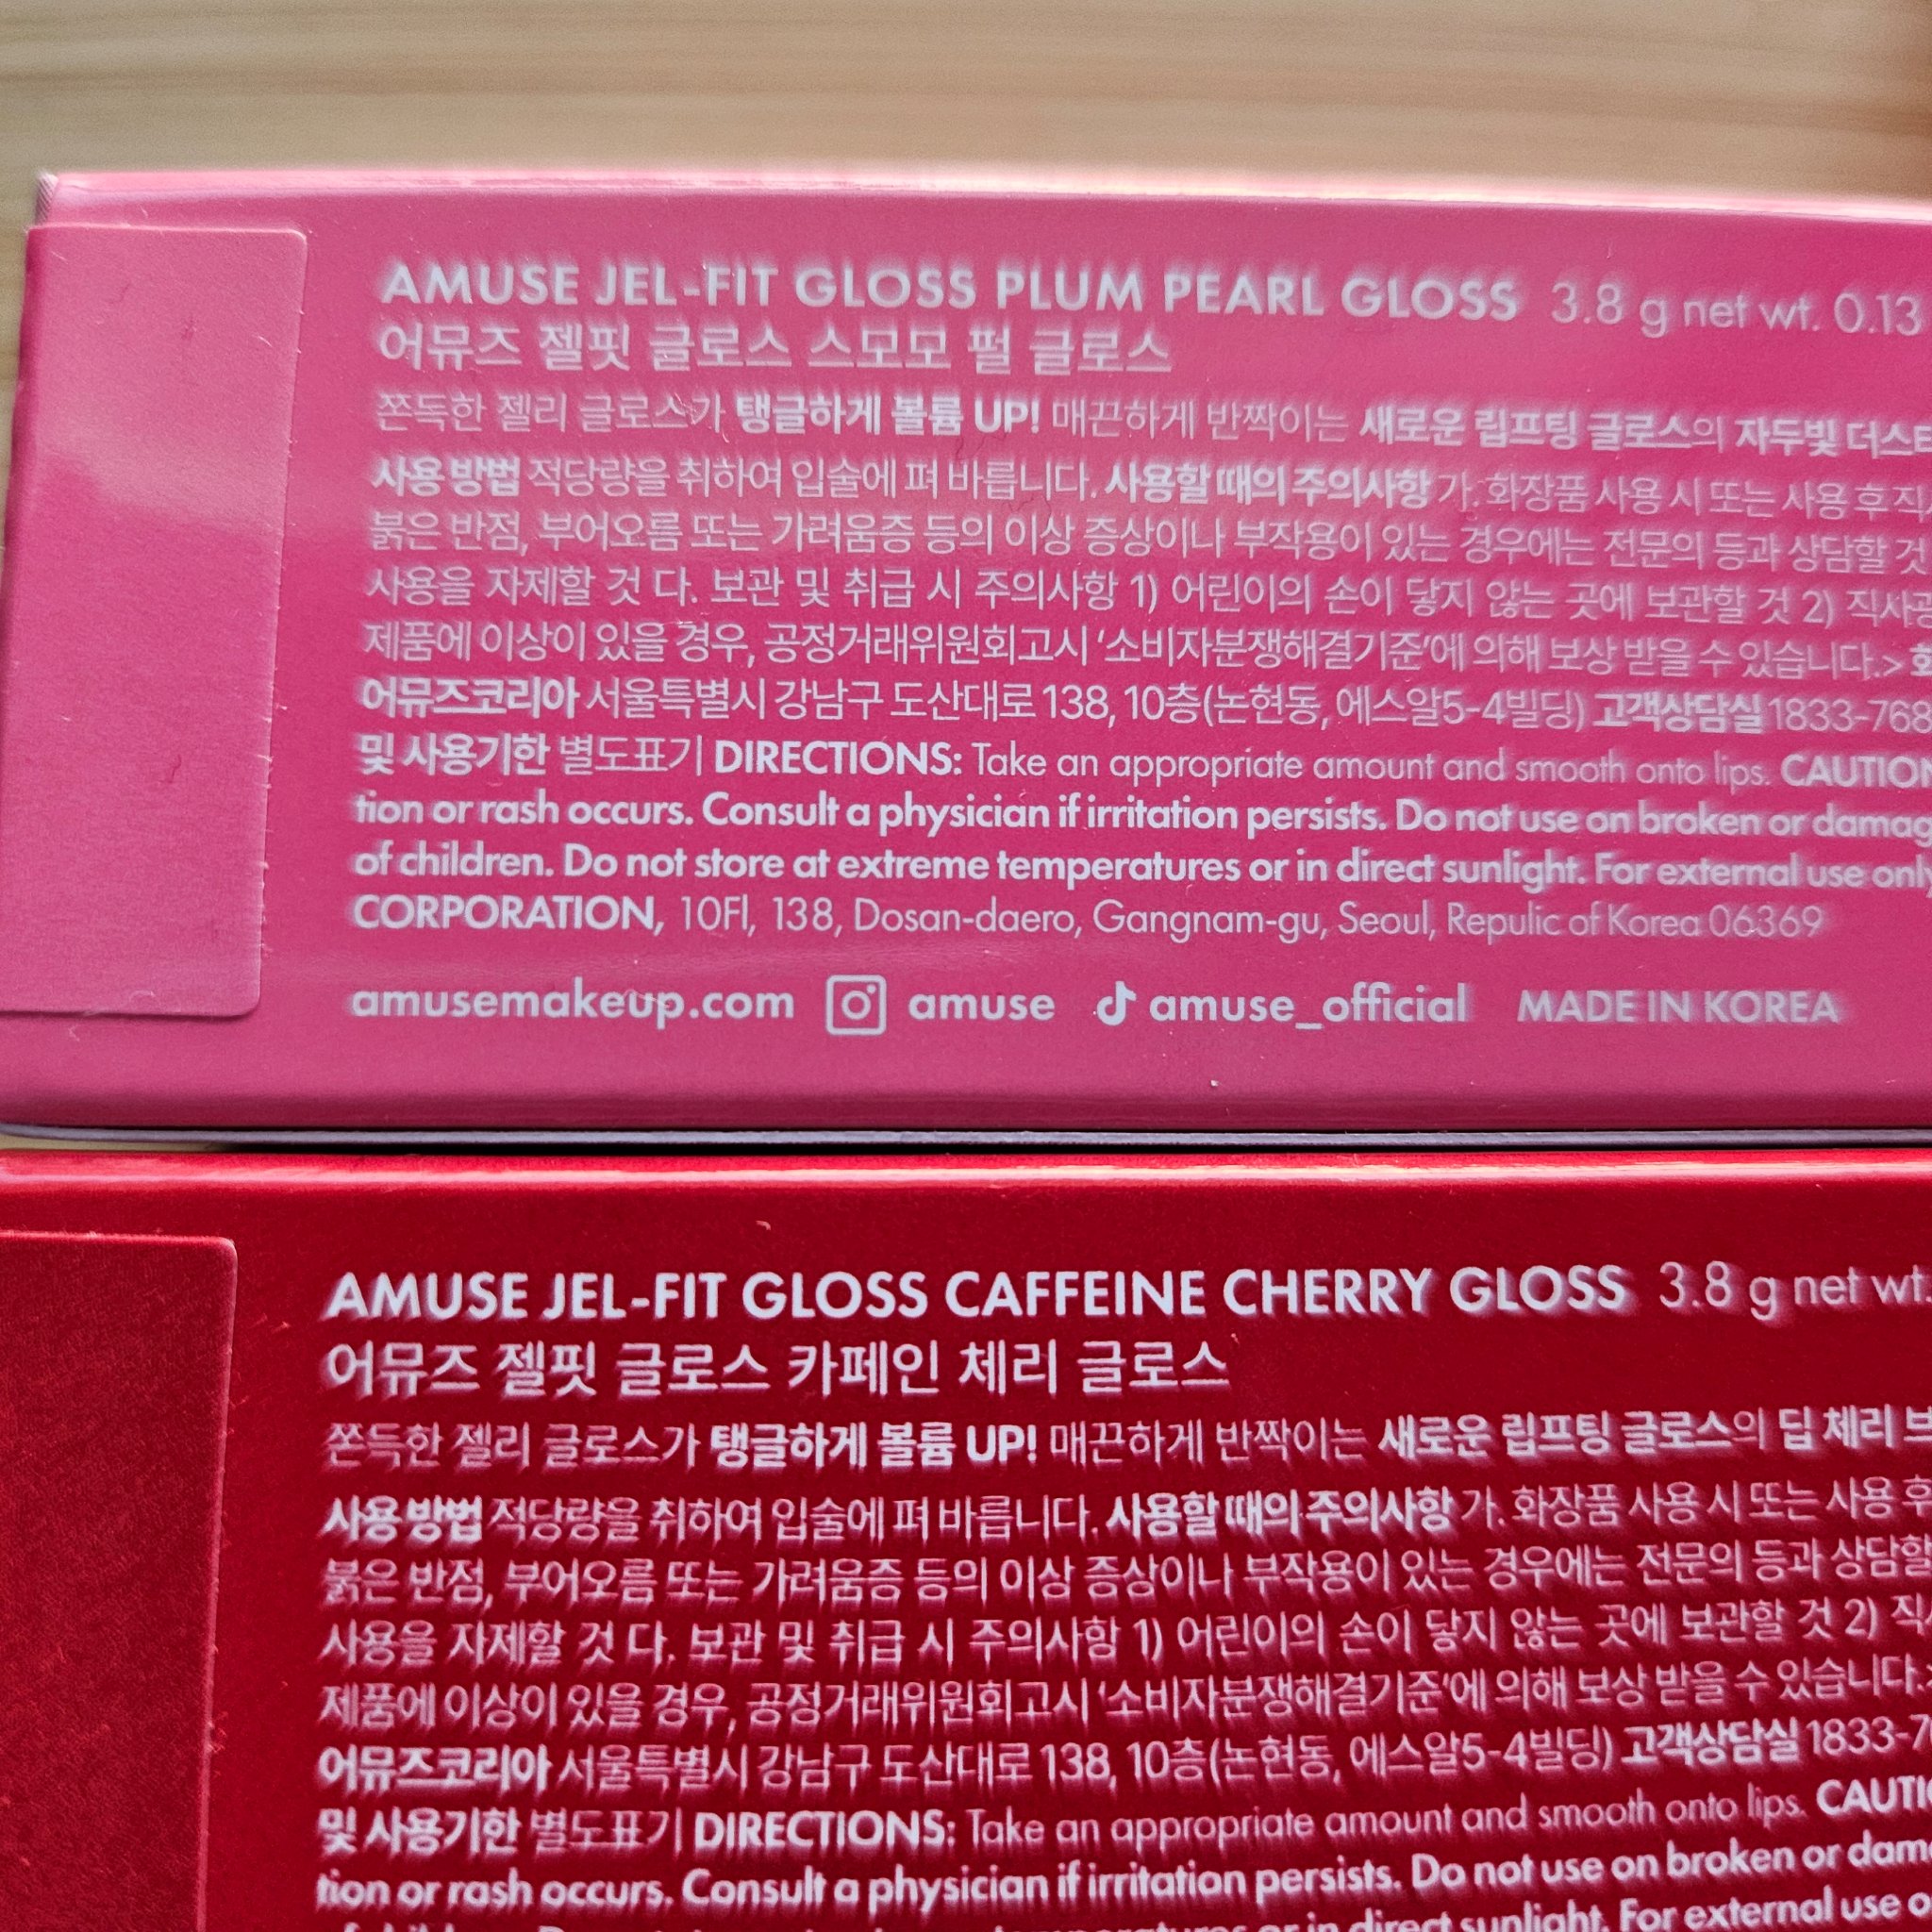 AMUSE JEL-FIT GLOSS PLUM PEARL GLOSS 3.8 g net wt. 0.13
어뮤즈 젤핏 글로스 스모모 펄 글로스
쫀득한 젤리 글로스가 탱글하게 볼륨 UP! 매끈하게 반짝이는 새로운 립프팅 글로스의 자두빛
사용 방법 적당량을 취하여 입술에 펴 바릅니다. 사용할 때의 주의사항 가. 화장품 사용 시 또는 사용 후
붉은 반점, 부어오름 또는 가려움증 등의 이상 증상이나 부작용이 있는 경우에는 전문의 등과 상담할 것
사용을 자제할 것 다. 보관 및 취급 시 주의사항 1) 어린이의 손이 닿지 않는 곳에 보관할 것 2)
제품에 이상이 있을 경우, 공정거래위원회고시 '소비자분쟁해결기준'에 의해 보상 받을 수 있습니다.>
어뮤즈코리아 서울특별시 강남구 도산대로 138, 10층(논현동, 에스알5-4빌딩) 고객상담실 1833-768
및 사용기한 별도표기 DIRECTIONS: Take an appropriate amount and smooth onto lips. CAUTION
tion or rash occurs. Consult a physician if irritation persists. Do not use on broken or damag
of children. Do not store at extreme temperatures or in direct sunlight. For external use only
CORPORATION, 10Fl, 138, Dosan-daero, Gangnam-gu, Seoul, Repulic of Korea 06369
amusemakeup.com amuse amuse_official MADE IN KOREA
AMUSE JEL-FIT GLOSS CAFFEINE CHERRY GLOSS 3.8 g net wt.
어뮤즈 젤핏 글로스 카페인 체리 글로스
쫀득한 젤리 글로스가 탱글하게 볼륨 UP! 매끈하게 반짝이는 새로운 립프팅 글로스의 딥 체리
사용 방법 적당량을 취하여 입술에 펴 바릅니다. 사용할 때의 주의사항 가. 화장품 사용 시 또는 사용 후
붉은 반점, 부어오름 또는 가려움증 등의 이상 증상이나 부작용이 있는 경우에는 전문의 등과 상담할
사용을 자제할 것 다. 보관 및 취급 시 주의사항 1) 어린이의 손이 닿지 않는 곳에 보관할 것 2)
제품에 이상이 있을 경우, 공정거래위원회고시 '소비자분쟁해결기준'에 의해 보상 받을 수 있습니다.
어뮤즈코리아 서울특별시 강남구 도산대로 138, 10층(논현동, 에스알5-4빌딩) 고객상담실 1833-7
및 사용기한 별도표기 DIRECTIONS: Take an appropriate amount and smooth onto lips. CAUTI
tion or rash occurs. Consult a physician if irritation persists. Do not use on broken or dam
in direct sunlight. For external use